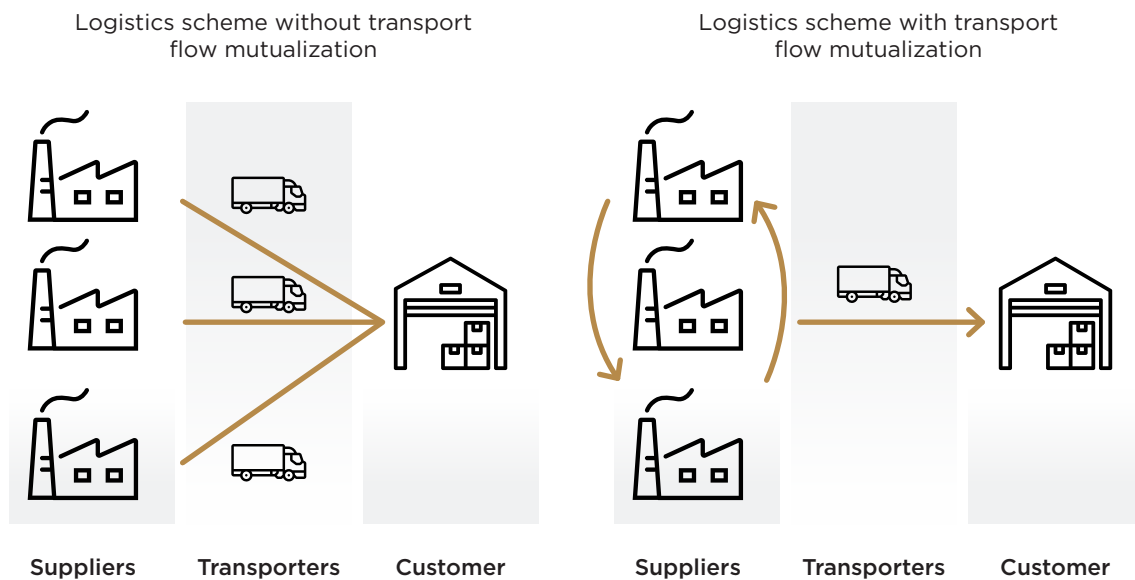 Logistics scheme without transport
flow mutualization
Logistics scheme with transport
flow mutualization
Suppliers
Transporters
Customer
Suppliers
Transporters
Customer